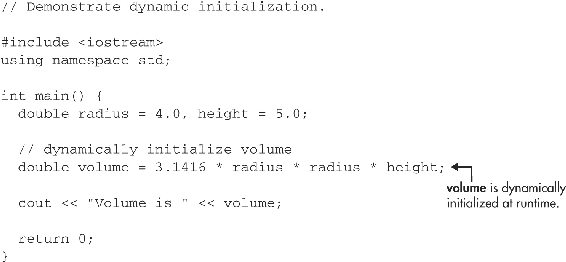 // Demonstrate dynamic initialization.
#include <iostream>
using namespace std;
int main() {
double radius = 4.0, height = 5.0;
// dynamically initialize volume
double volume = 3.1416 * radius * radius * height;
volume is dynamically
initialized at runtime.
cout << "Volume is " << volume;
return 0;
}